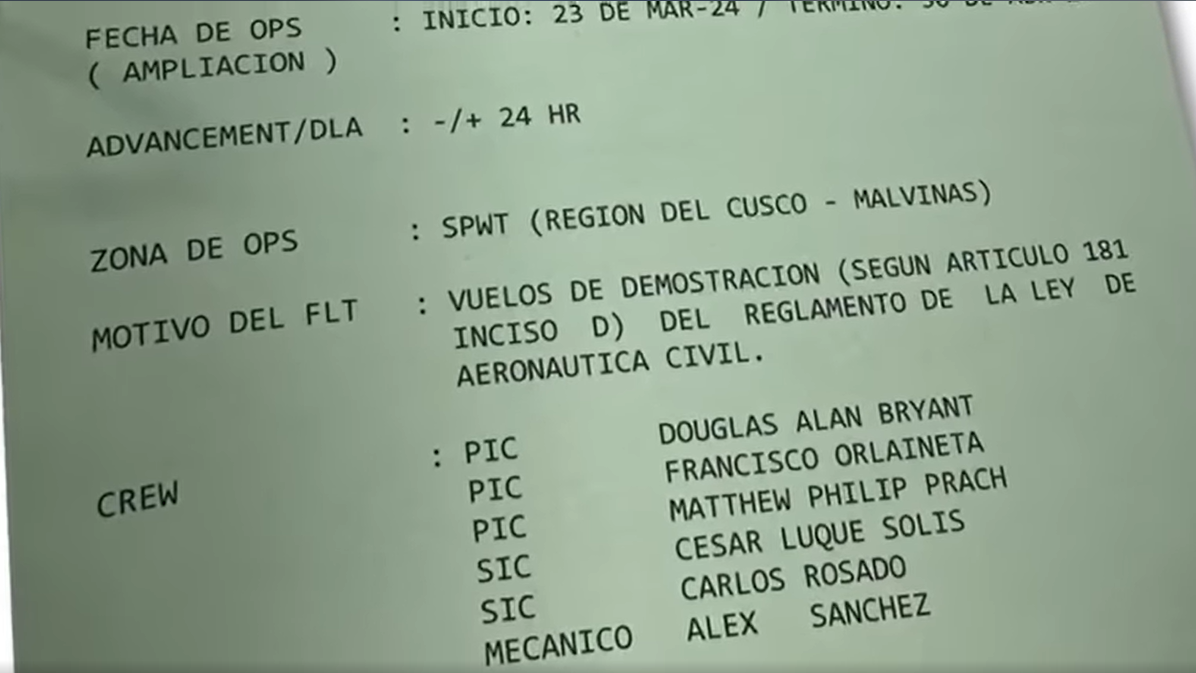 FECHA DE OPS : INICIO: 23 DE MAR-24 / TERMINO: 30 DE
( AMPLIACION )
ADVANCEMENT/DLA : -/+ 24 HR
ZONA DE OPS : SPWT (REGION DEL CUSCO - MALVINAS)
MOTIVO DEL FLT : VUELOS DE DEMOSTRACION (SEGUN ARTICULO 181
INCISO D) DEL REGLAMENTO DE LA LEY DE
AERONAUTICA CIVIL.
CREW : PIC DOUGLAS ALAN BRYANT
PIC FRANCISCO ORLAINETA
PIC MATTHEW PHILIP PRACH
SIC CESAR LUQUE SOLIS
SIC CARLOS ROSADO
MECANICO ALEX SANCHEZ